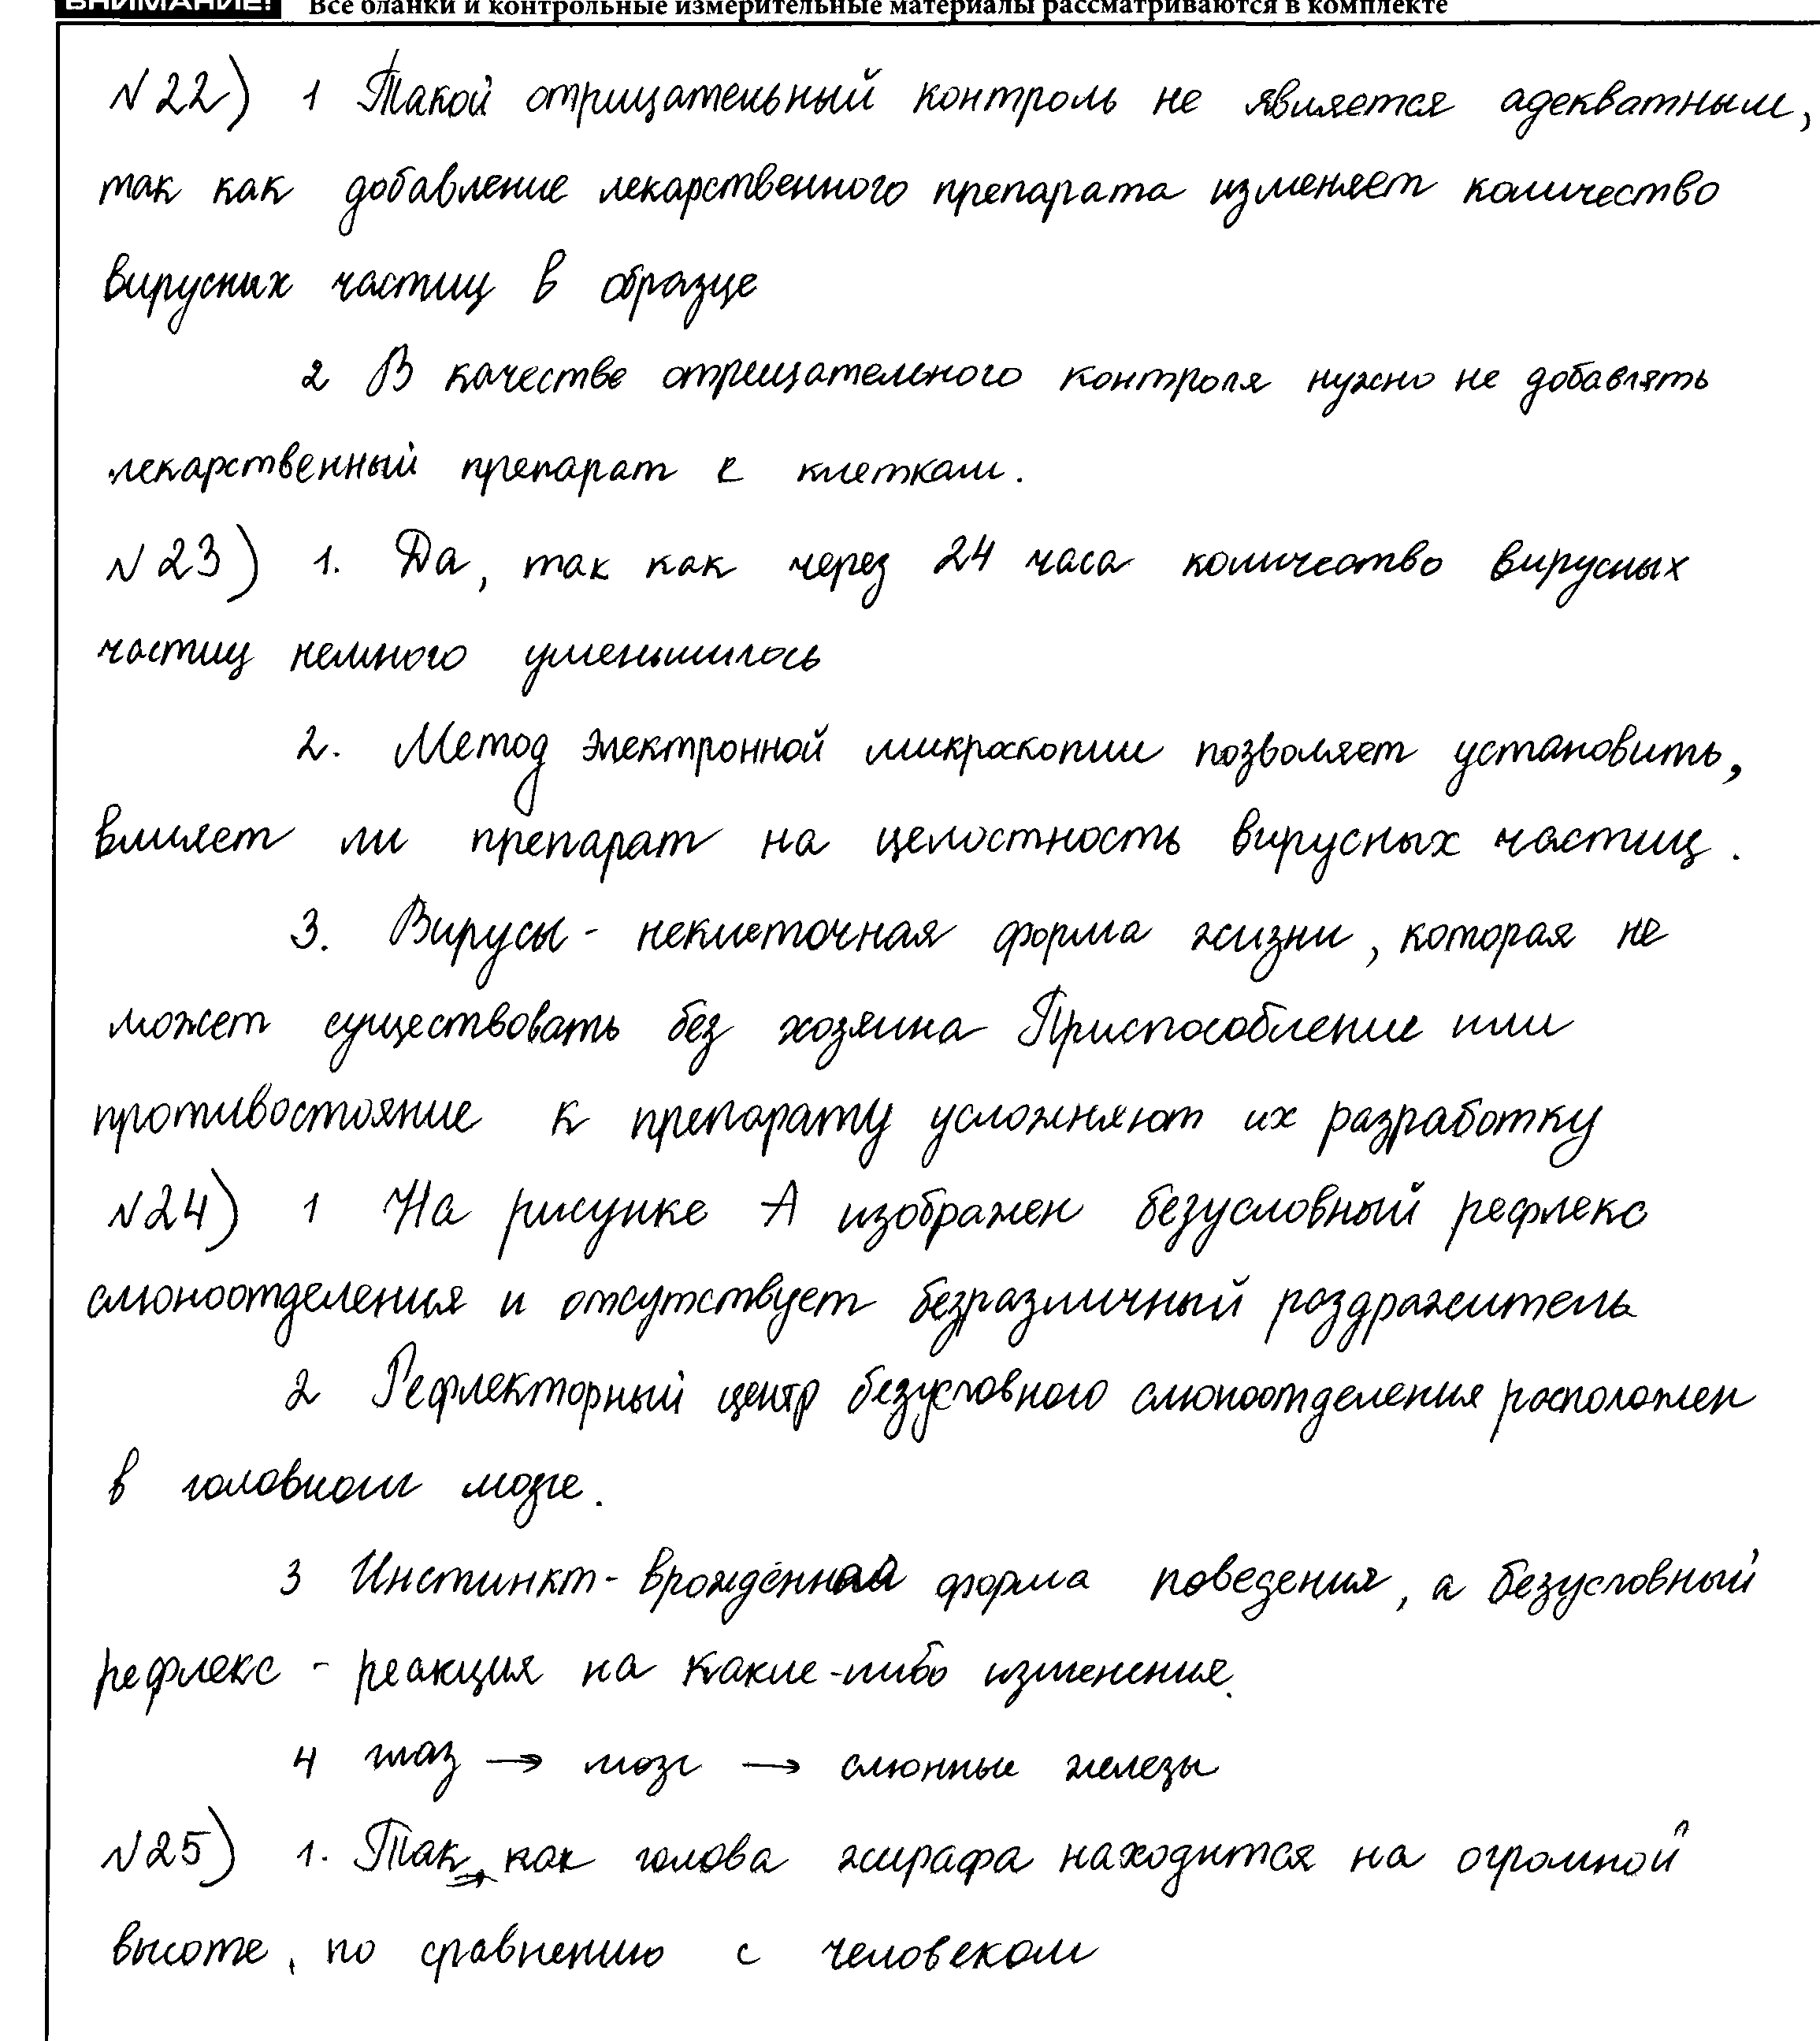 ВНИМАНИЕ! Все бланки и контрольные измерительные материалы рассматриваются в комплекте
№22) 1 Такой отрицательный контроль не является адекватным,
так как добавление лекарственного препарата изменяет количество
вирусных частиц в образце
2 В качестве отрицательного контроля нужно не добавлять
лекарственный препарат к клеткам.
№23) 1. Да, так как через 24 часа количество вирусных
частиц немного уменьшилось
2. Метод электронной микроскопии позволяет установить,
влияет ли препарат на целостность вирусных частиц.
3. Вирусы - неклеточная форма жизни, которая не
может существовать без хозяина Приспособление или
противостояние к препарату усложняют их разработку
№24) 1 На рисунке А изображен безусловный рефлекс
слюноотделения и отсутствует безразличный раздражитель
2 Рефлекторный центр безусловного слюноотделения расположен
в головном мозге.
3 Инстинкт - врождённая форма поведения, а безусловный
рефлекс - реакция на какие-либо изменения.
4 глаз → мозг → слюнные железы
№25) 1. Так как голова жирафа находится на огромной
высоте, по сравнению с человеком